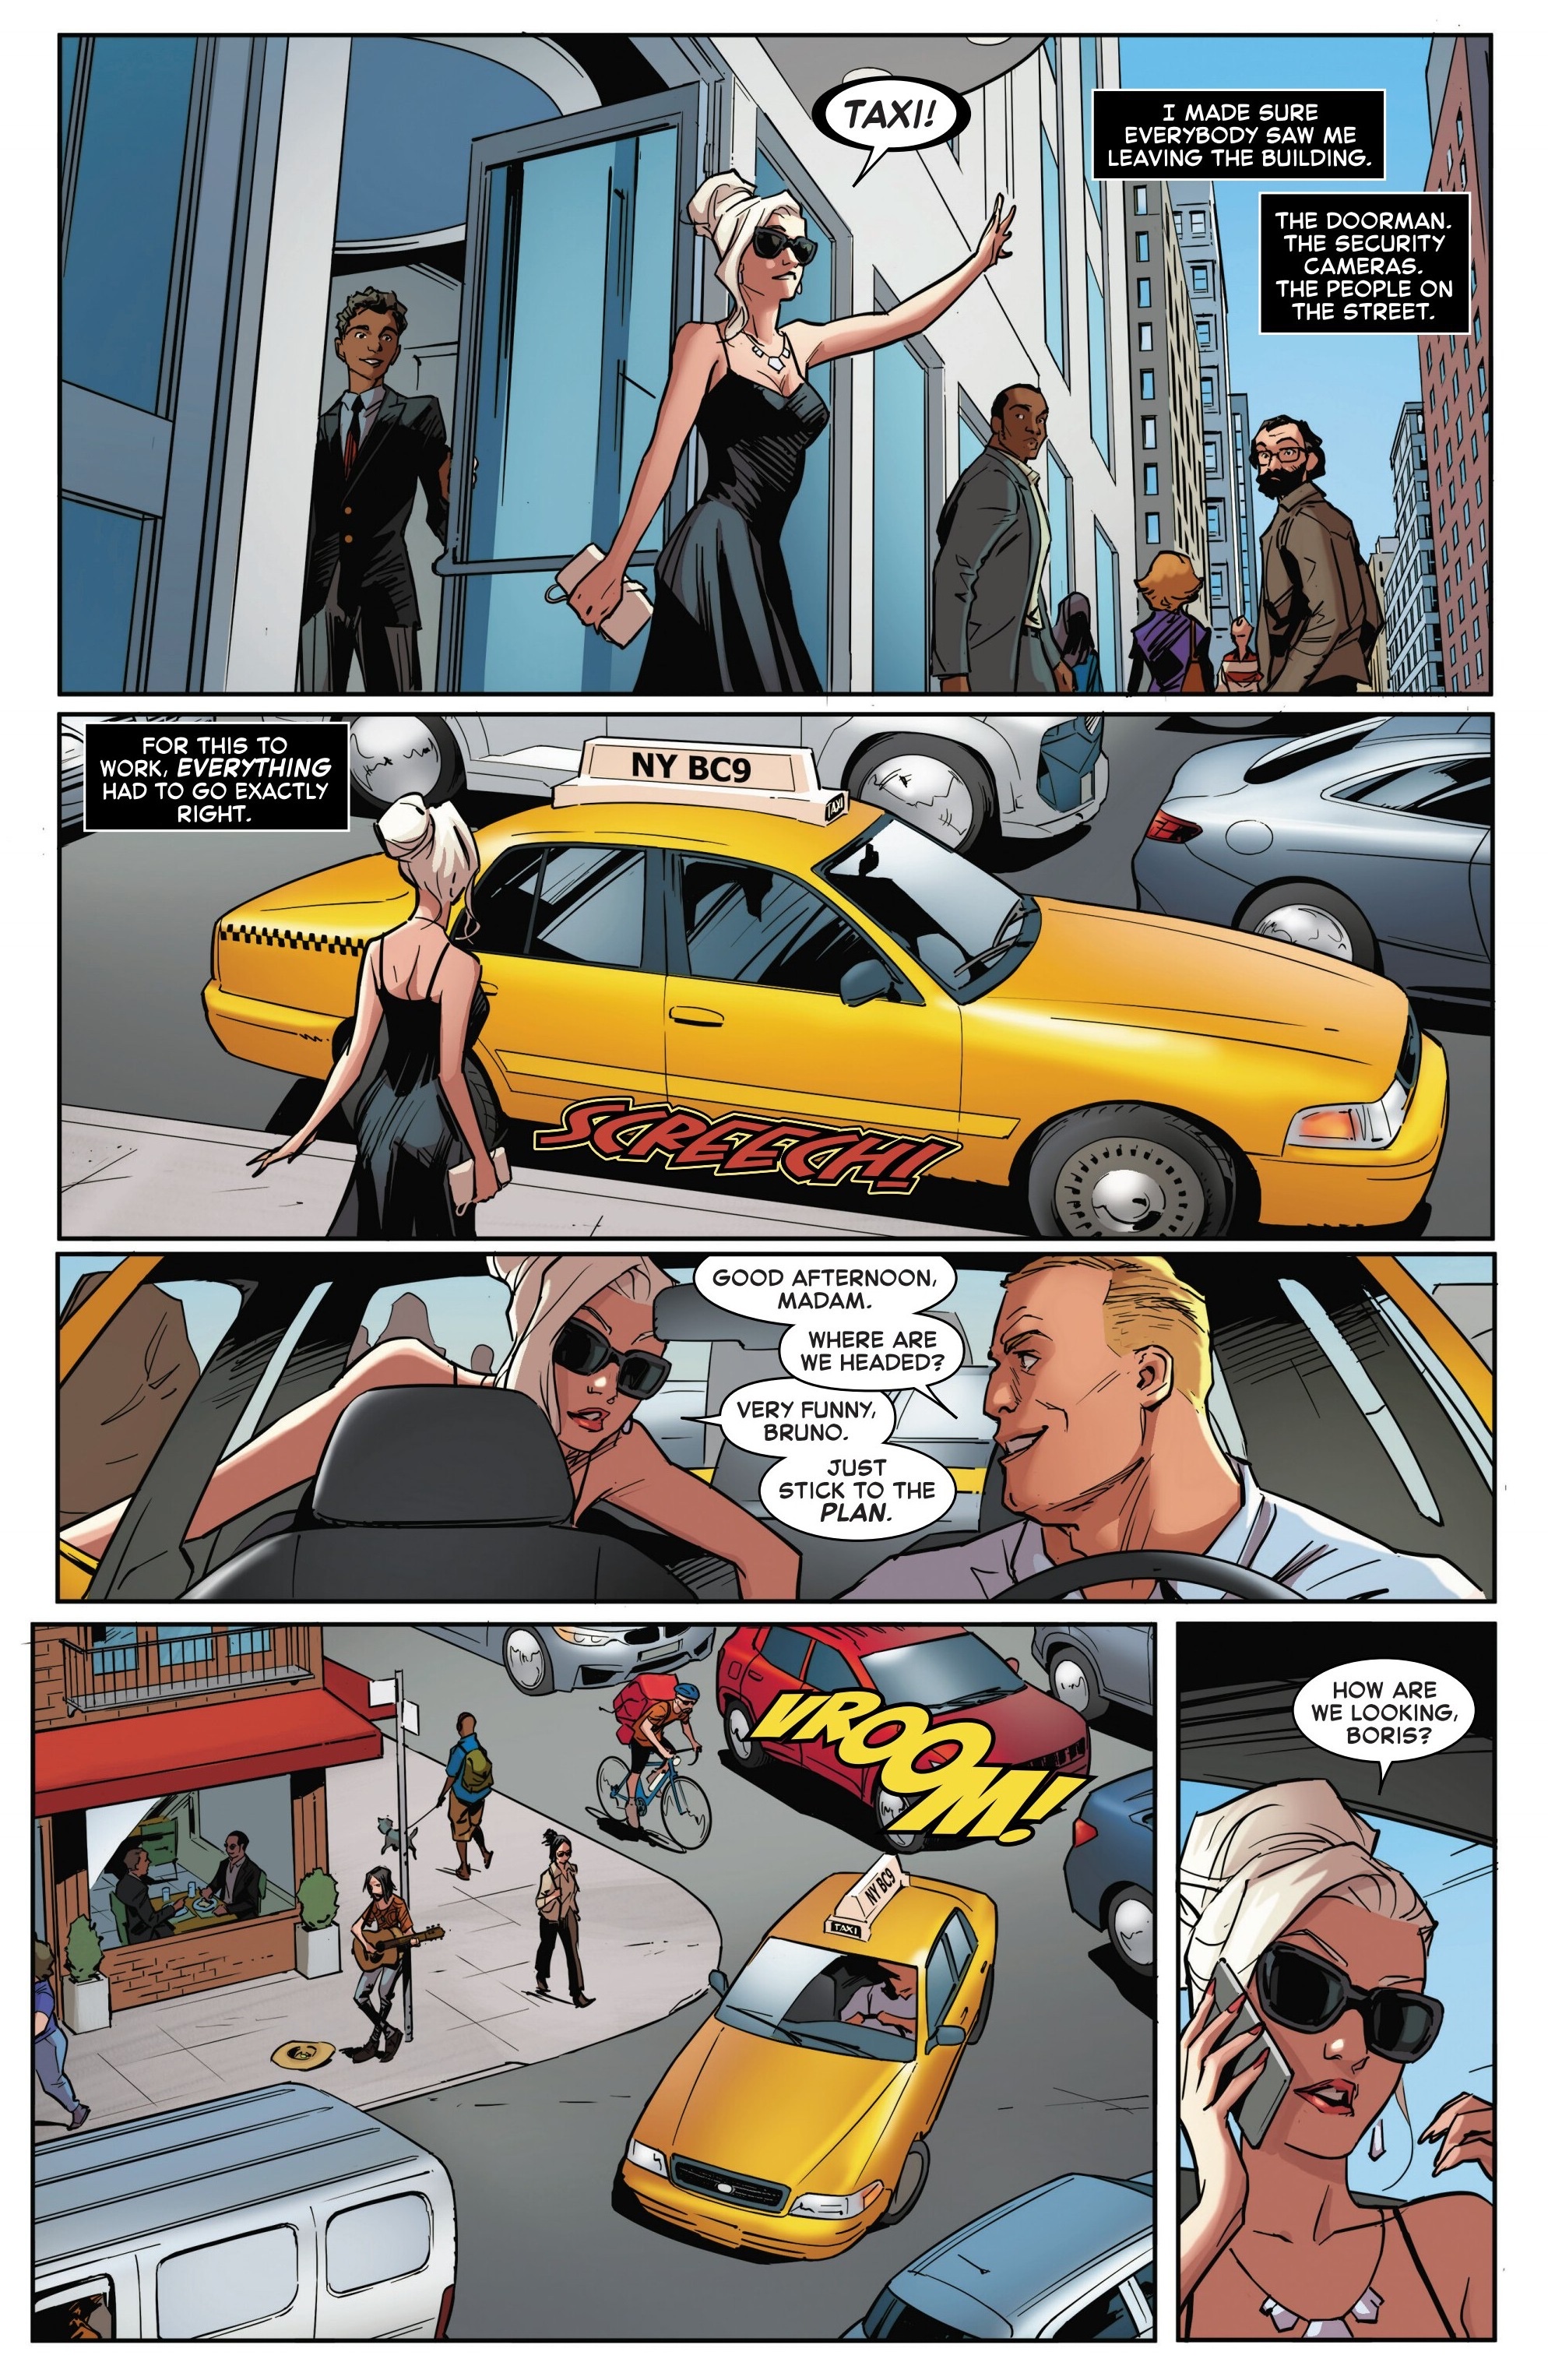 TAXI!
I MADE SURE
EVERYBODY SAW ME
LEAVING THE BUILDING.
THE DOORMAN.
THE SECURITY
CAMERAS.
THE PEOPLE ON
THE STREET.
FOR THIS TO
WORK, EVERYTHING
HAD TO GO EXACTLY
RIGHT.
NY BC9
TAXI
SCREECH!
GOOD AFTERNOON,
MADAM.
WHERE ARE
WE HEADED?
VERY FUNNY,
BRUNO.
JUST
STICK TO THE
PLAN.
VROOM!
NY BC9
TAXI
HOW ARE
WE LOOKING,
BORIS?